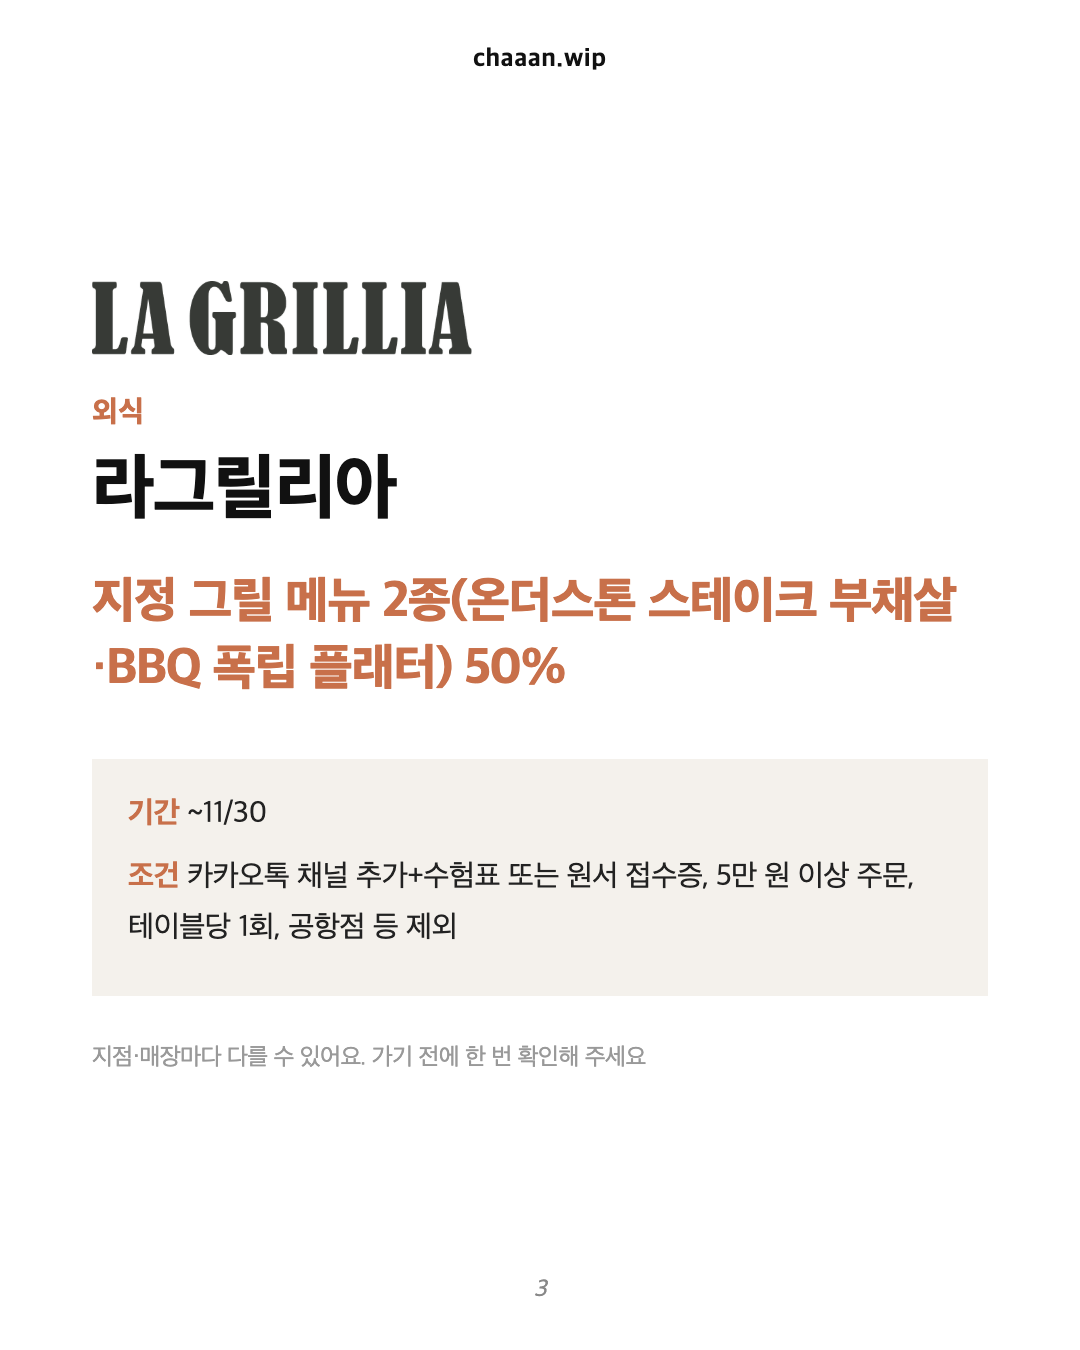 chaaan.wip
LA GRILLIA
외식
라그릴리아
지정 그릴 메뉴 2종(온더스톤 스테이크 부채살
·BBQ 폭립 플래터) 50%
기간 ~11/30
조건 카카오톡 채널 추가+수험표 또는 원서 접수증, 5만 원 이상 주문,
테이블당 1회, 공항점 등 제외
지점·매장마다 다를 수 있어요. 가기 전에 한 번 확인해 주세요
3